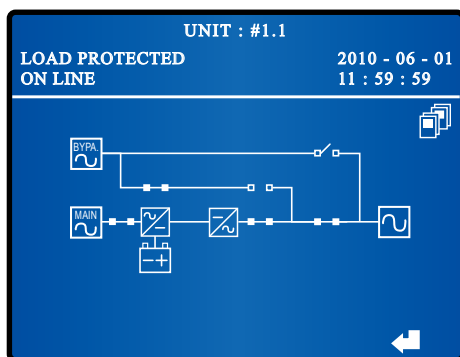 UNIT : #1.1
LOAD PROTECTED
2010 - 06 - 01
ON LINE
11 : 59 : 59
BYPA.
MAIN